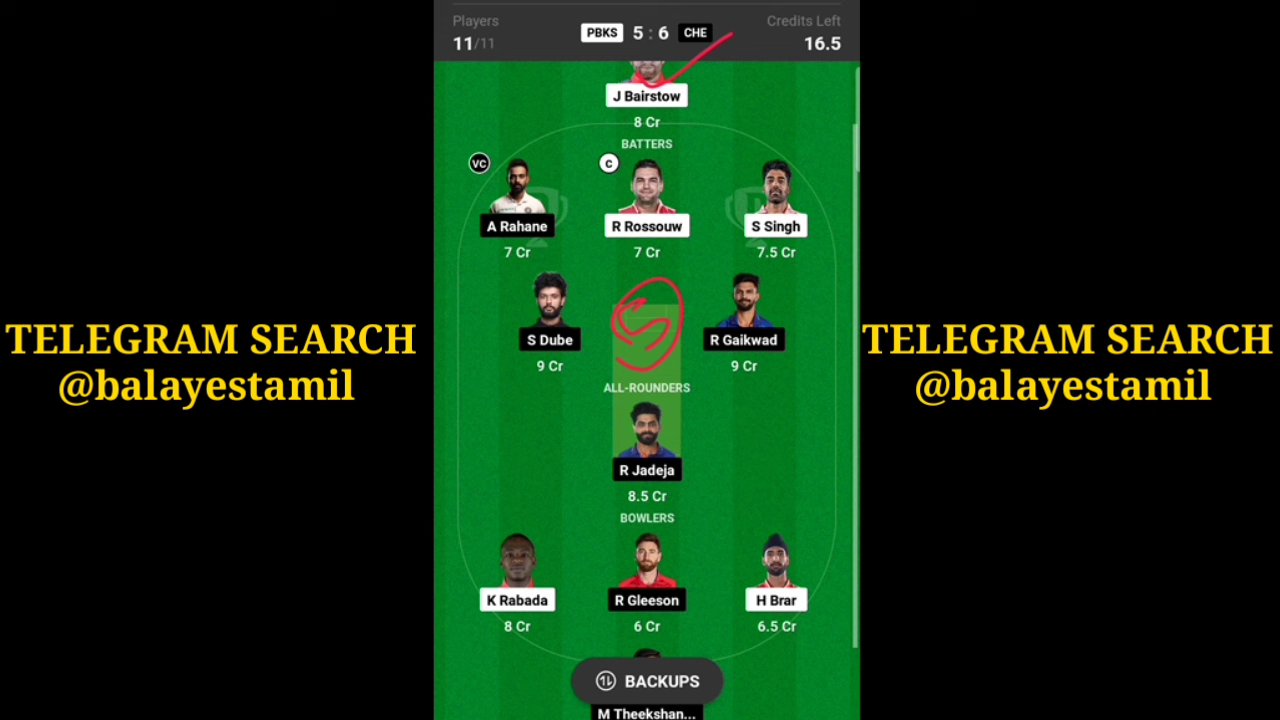 Players
Credits Left
PBKS 5 : 6 CHE
11/11
16.5
J Bairstow
8 Cr
BATTERS
VC
C
A Rahane
R Rossouw
S Singh
7 Cr
7 Cr
7.5 Cr
TELEGRAM SEARCH
@balayestamil
5
TELEGRAM SEARCH
@balayestamil
S Dube
R Gaikwad
9 Cr
9 Cr
ALL-ROUNDERS
R Jadeja
8.5 Cr
BOWLERS
K Rabada
R Gleeson
H Brar
8 Cr
6 Cr
6.5 Cr
BACKUPS
M Theekshan...